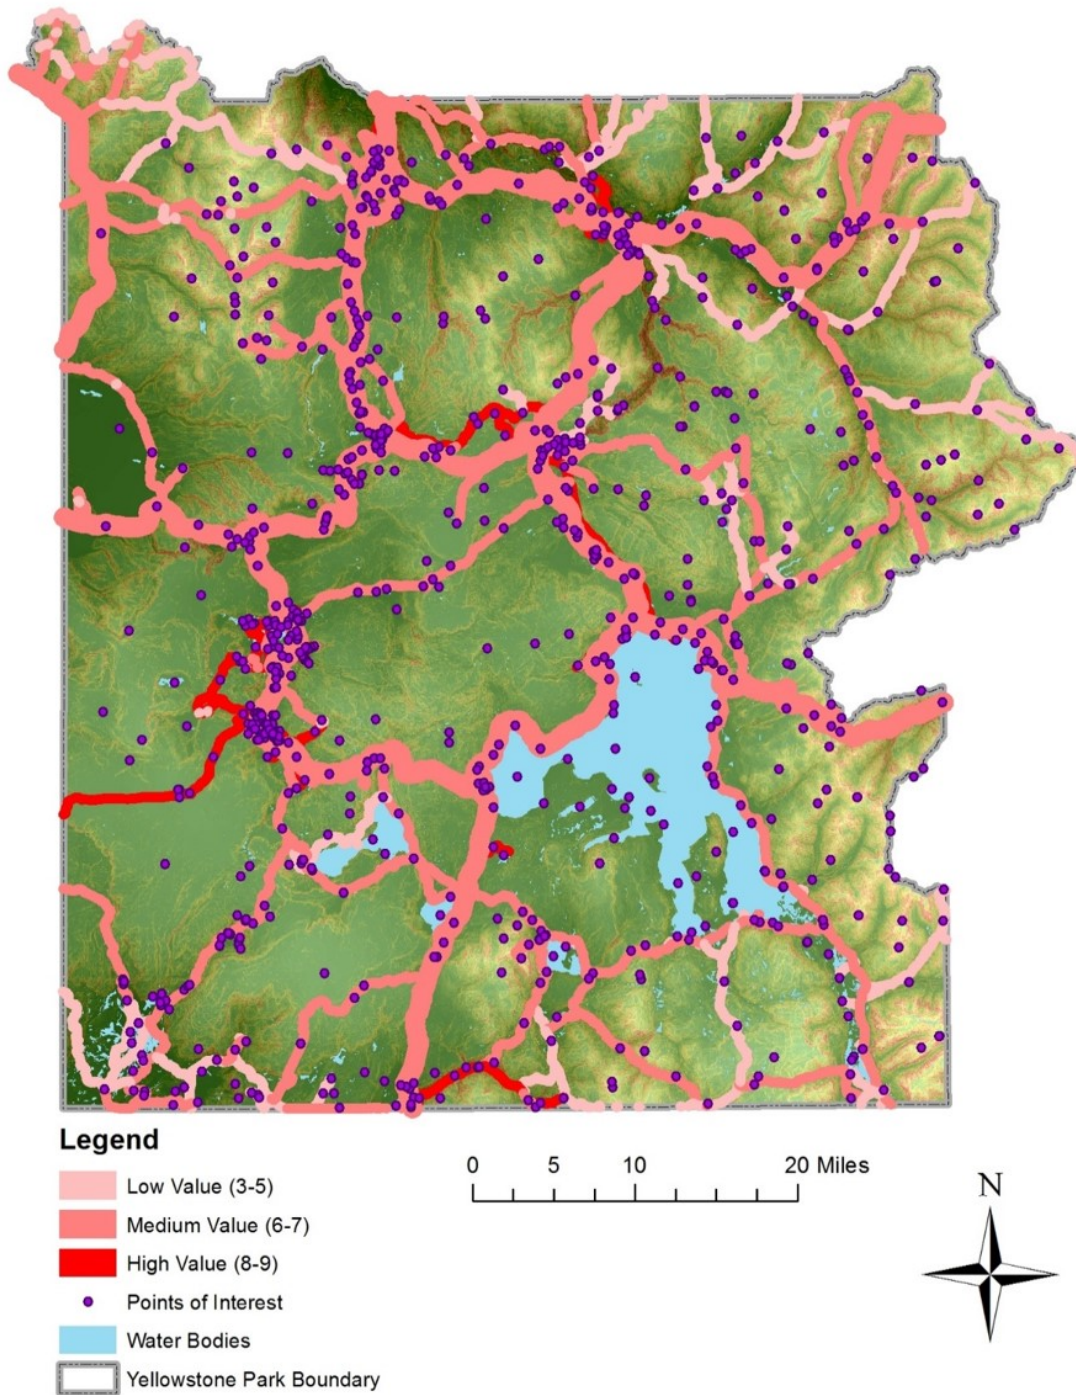 Legend
0 5 10 20 Miles
Low Value (3-5)
Medium Value (6-7)
High Value (8-9)
Points of Interest
Water Bodies
Yellowstone Park Boundary
N